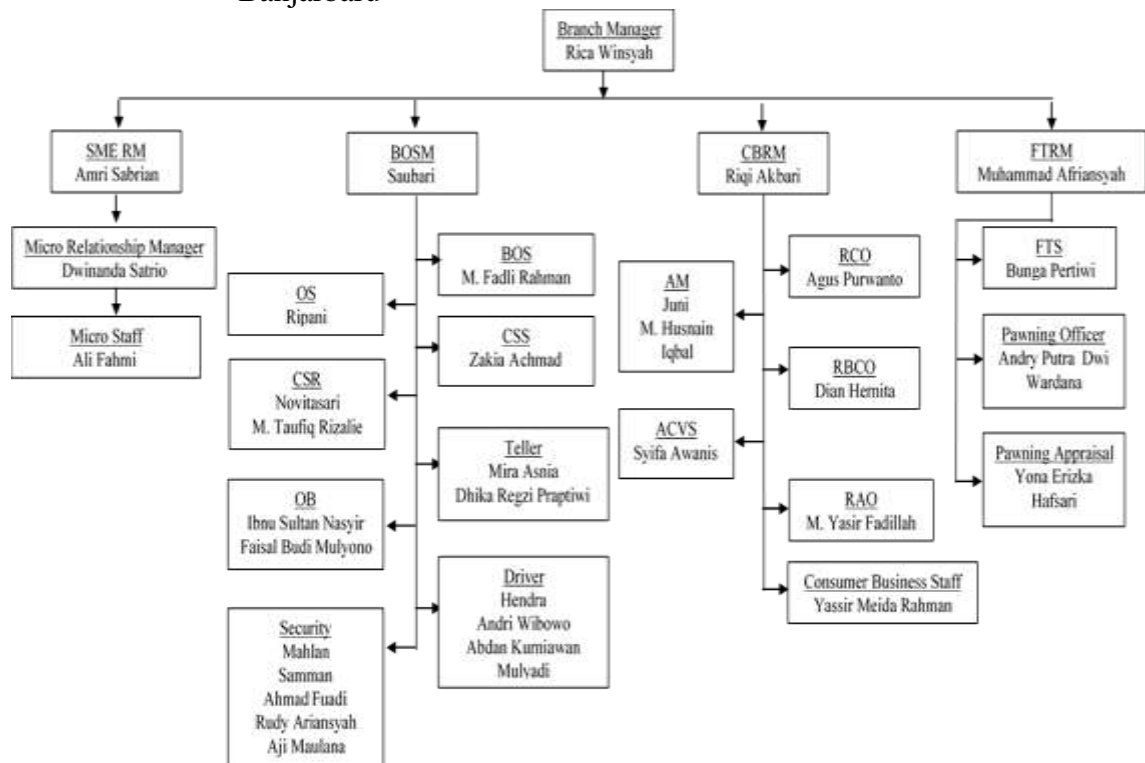 Banjarbaru
Branch Manager
Rica Winsyah
SME RM
Amri Sabrian
BOSM
Saubari
CBRM
Riqi Akbari
FTRM
Muhammad Afriansyah
Micro Relationship Manager
Dwinanda Satrio
Micro Staff
Ali Fahmi
BOS
M. Fadli Rahman
OS
Ripani
CSS
Zakia Achmad
CSR
Novitasari
M. Taufiq Rizalie
Teller
Mira Asnia
Dhika Regzi Praptiwi
OB
Ibnu Sultan Nasyir
Faisal Budi Mulyono
Driver
Hendra
Andri Wibowo
Abdan Kurniawan
Mulyadi
Security
Mahlan
Samman
Ahmad Fuadi
Rudy Ariansyah
Aji Maulana
RCO
Agus Purwanto
AM
Juni
M. Husnain
Iqbal
RBCO
Dian Hernita
ACVS
Syifa Awanis
RAO
M. Yasir Fadillah
Consumer Business Staff
Yassir Meida Rahman
FTS
Bunga Pertiwi
Pawning Officer
Andry Putra Dwi
Wardana
Pawning Appraisal
Yona Erizka
Hafsari